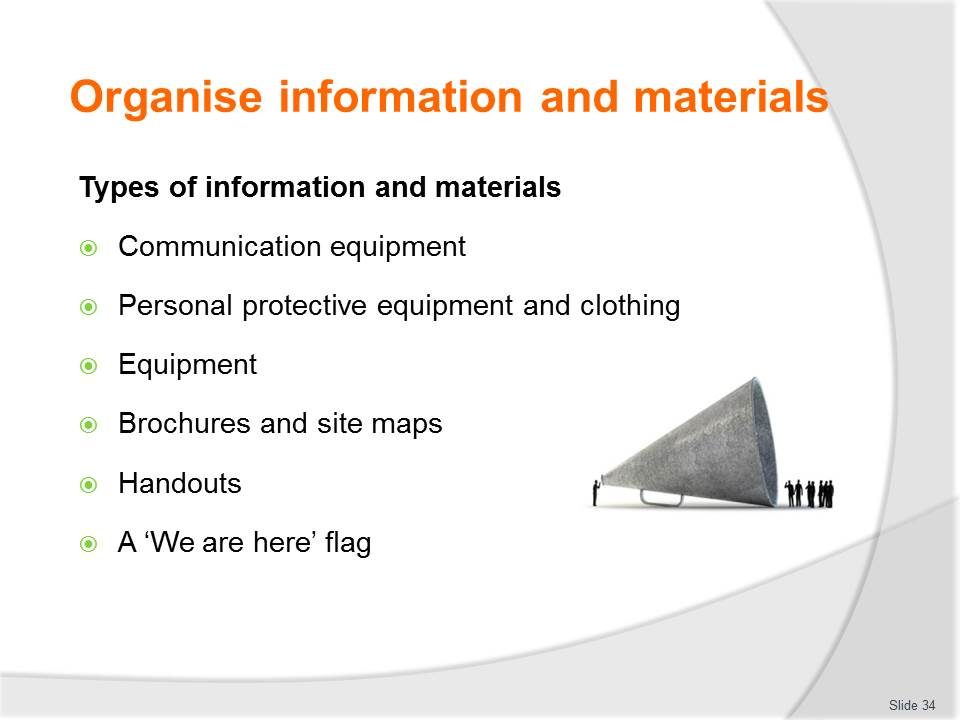 Organise information and materials
Types of information and materials
Communication equipment
Personal protective equipment and clothing
Equipment
Brochures and site maps
Handouts
A ‘We are here’ flag
Slide 34